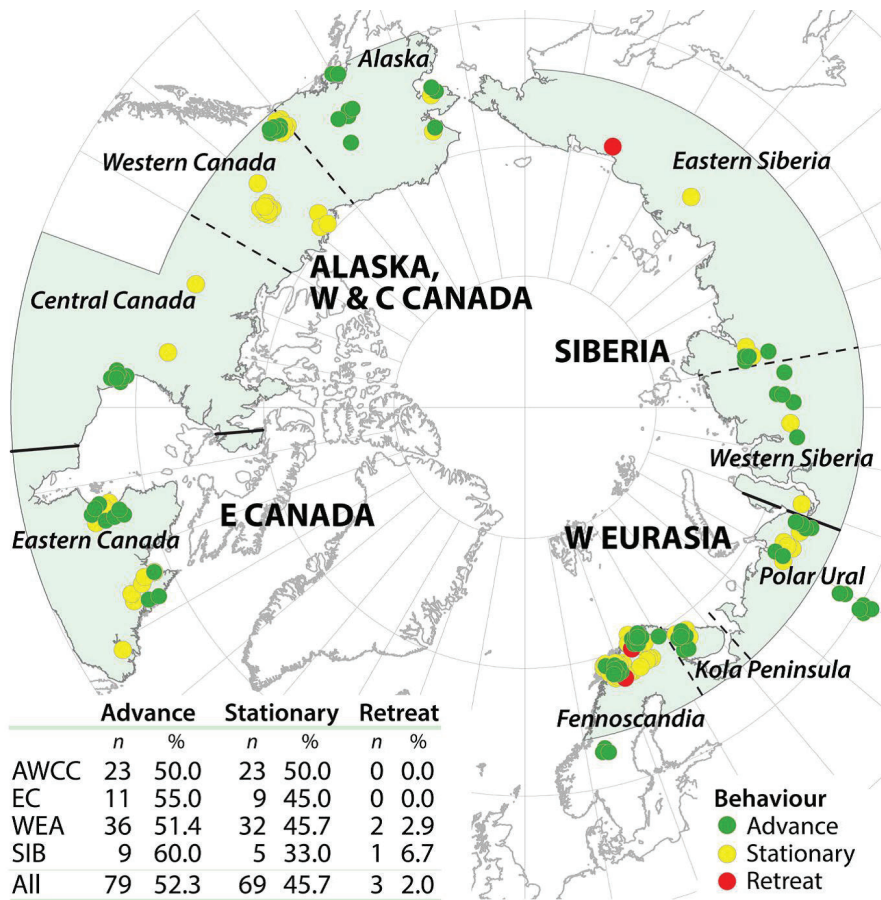 Alaska
Western Canada
Eastern Siberia
ALASKA,
W & C CANADA
Central Canada
SIBERIA
Western Siberia
E CANADA
W EURASIA
Eastern Canada
Polar Ural
Kola Peninsula
Fennoscandia
Advance Stationary Retreat
n % n % n %
AWCC 23 50.0 23 50.0 0 0.0
EC 11 55.0 9 45.0 0 0.0
WEA 36 51.4 32 45.7 2 2.9
SIB 9 60.0 5 33.0 1 6.7
All 79 52.3 69 45.7 3 2.0
Behaviour
Advance
Stationary
Retreat